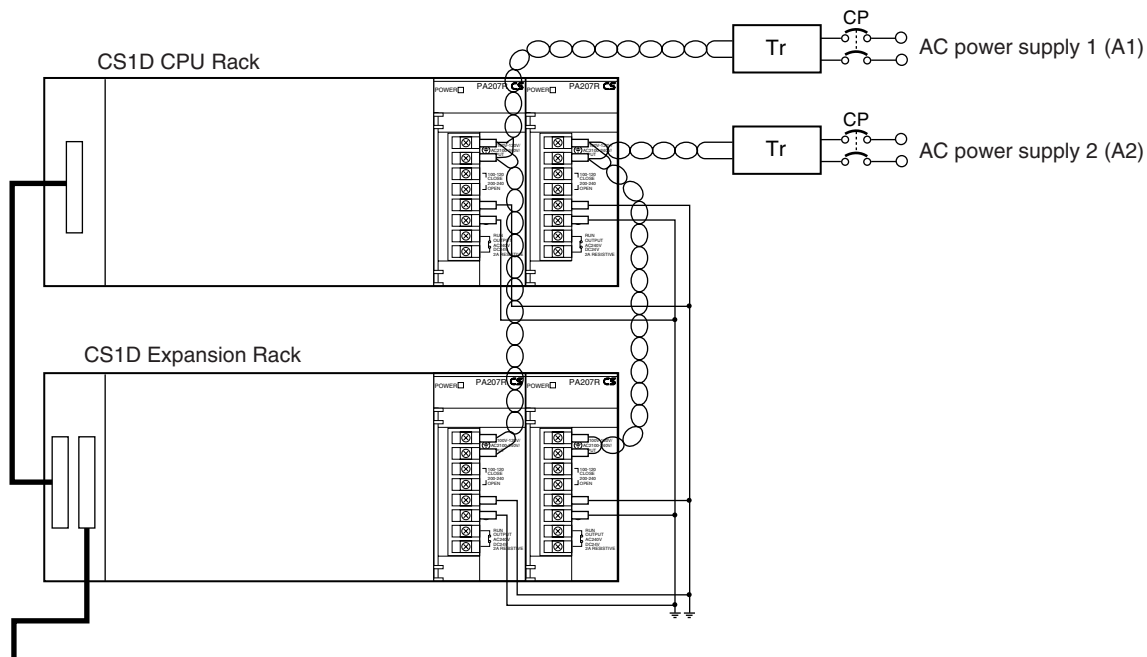 CP
Tr
AC power supply 1 (A1)
CS1D CPU Rack
POWER
PA207R CS
POWER
PA207R CS
CP
Tr
AC power supply 2 (A2)
100-120
CLOSE
200-240
OPEN
RUN
OUTPUT
AC240V
DC24V
2A RESISTIVE
100-120
CLOSE
200-240
OPEN
RUN
OUTPUT
AC240V
DC24V
2A RESISTIVE
CS1D Expansion Rack
POWER
PA207R CS
POWER
PA207R CS
100-120
CLOSE
200-240
OPEN
RUN
OUTPUT
AC240V
DC24V
2A RESISTIVE
100-120
CLOSE
200-240
OPEN
RUN
OUTPUT
AC240V
DC24V
2A RESISTIVE